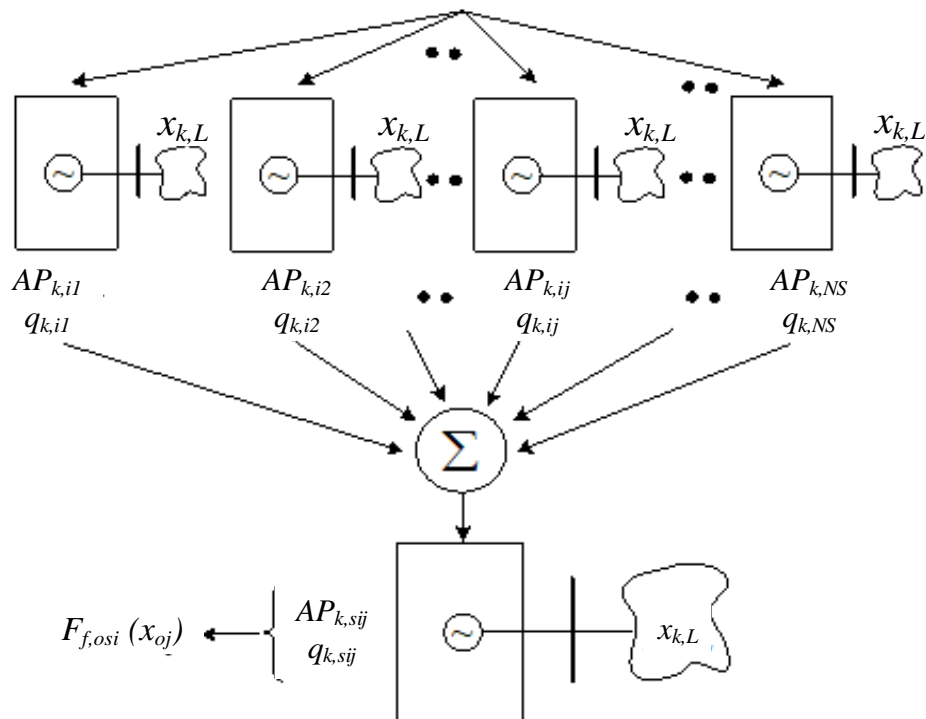 x_{k,L} x_{k,L} x_{k,L} x_{k,L}
~ ~ ~ ~
AP_{k,i1} AP_{k,i2} AP_{k,ij} AP_{k,NS}
q_{k,i1} q_{k,i2} q_{k,ij} q_{k,NS}
Σ
AP_{k,sij}
F_{f,osi} (x_{oj}) ~ x_{k,L}
q_{k,sij}